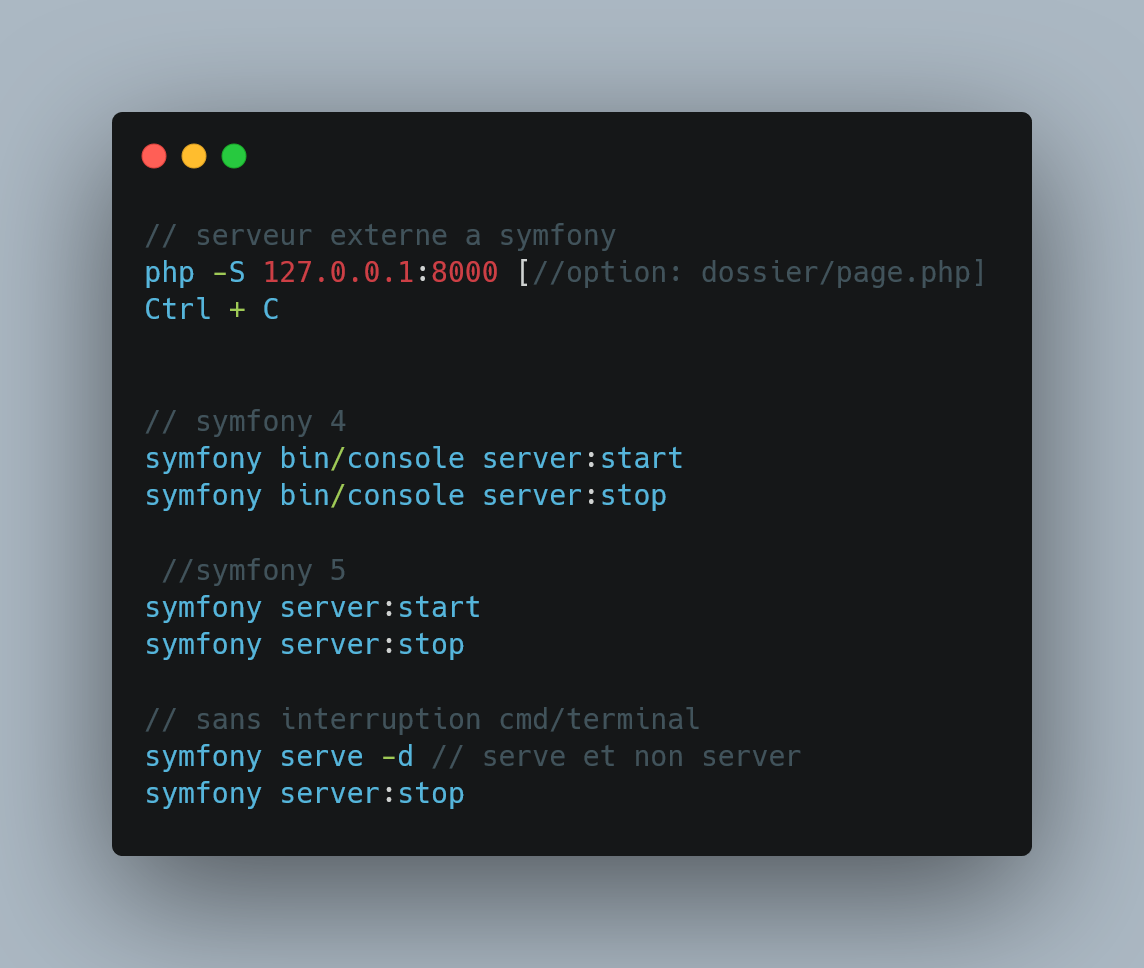 // serveur externe a symfony
php -S 127.0.0.1:8000 [//option: dossier/page.php]
Ctrl + C
// symfony 4
symfony bin/console server:start
symfony bin/console server:stop
//symfony 5
symfony server:start
symfony server:stop
// sans interruption cmd/terminal
symfony serve -d // serve et non server
symfony server:stop